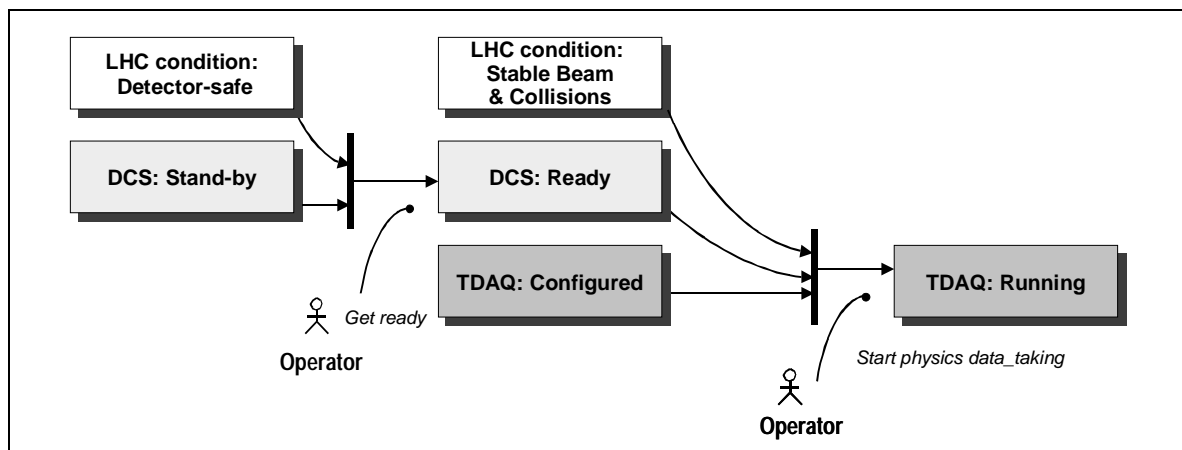 LHC condition:
Detector-safe
LHC condition:
Stable Beam
& Collisions
DCS: Stand-by
DCS: Ready
TDAQ: Configured
TDAQ: Running
Get ready
Operator
Start physics data_taking
Operator